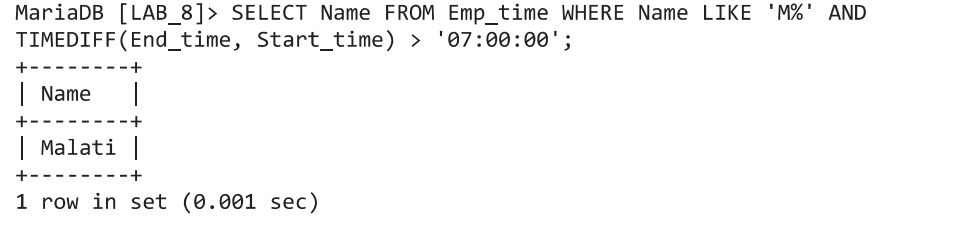 MariaDB [LAB_8]> SELECT Name FROM Emp_time WHERE Name LIKE 'M%' AND
TIMEDIFF(End_time, Start_time) > '07:00:00';
+--------+
| Name   |
+--------+
| Malati |
+--------+
1 row in set (0.001 sec)